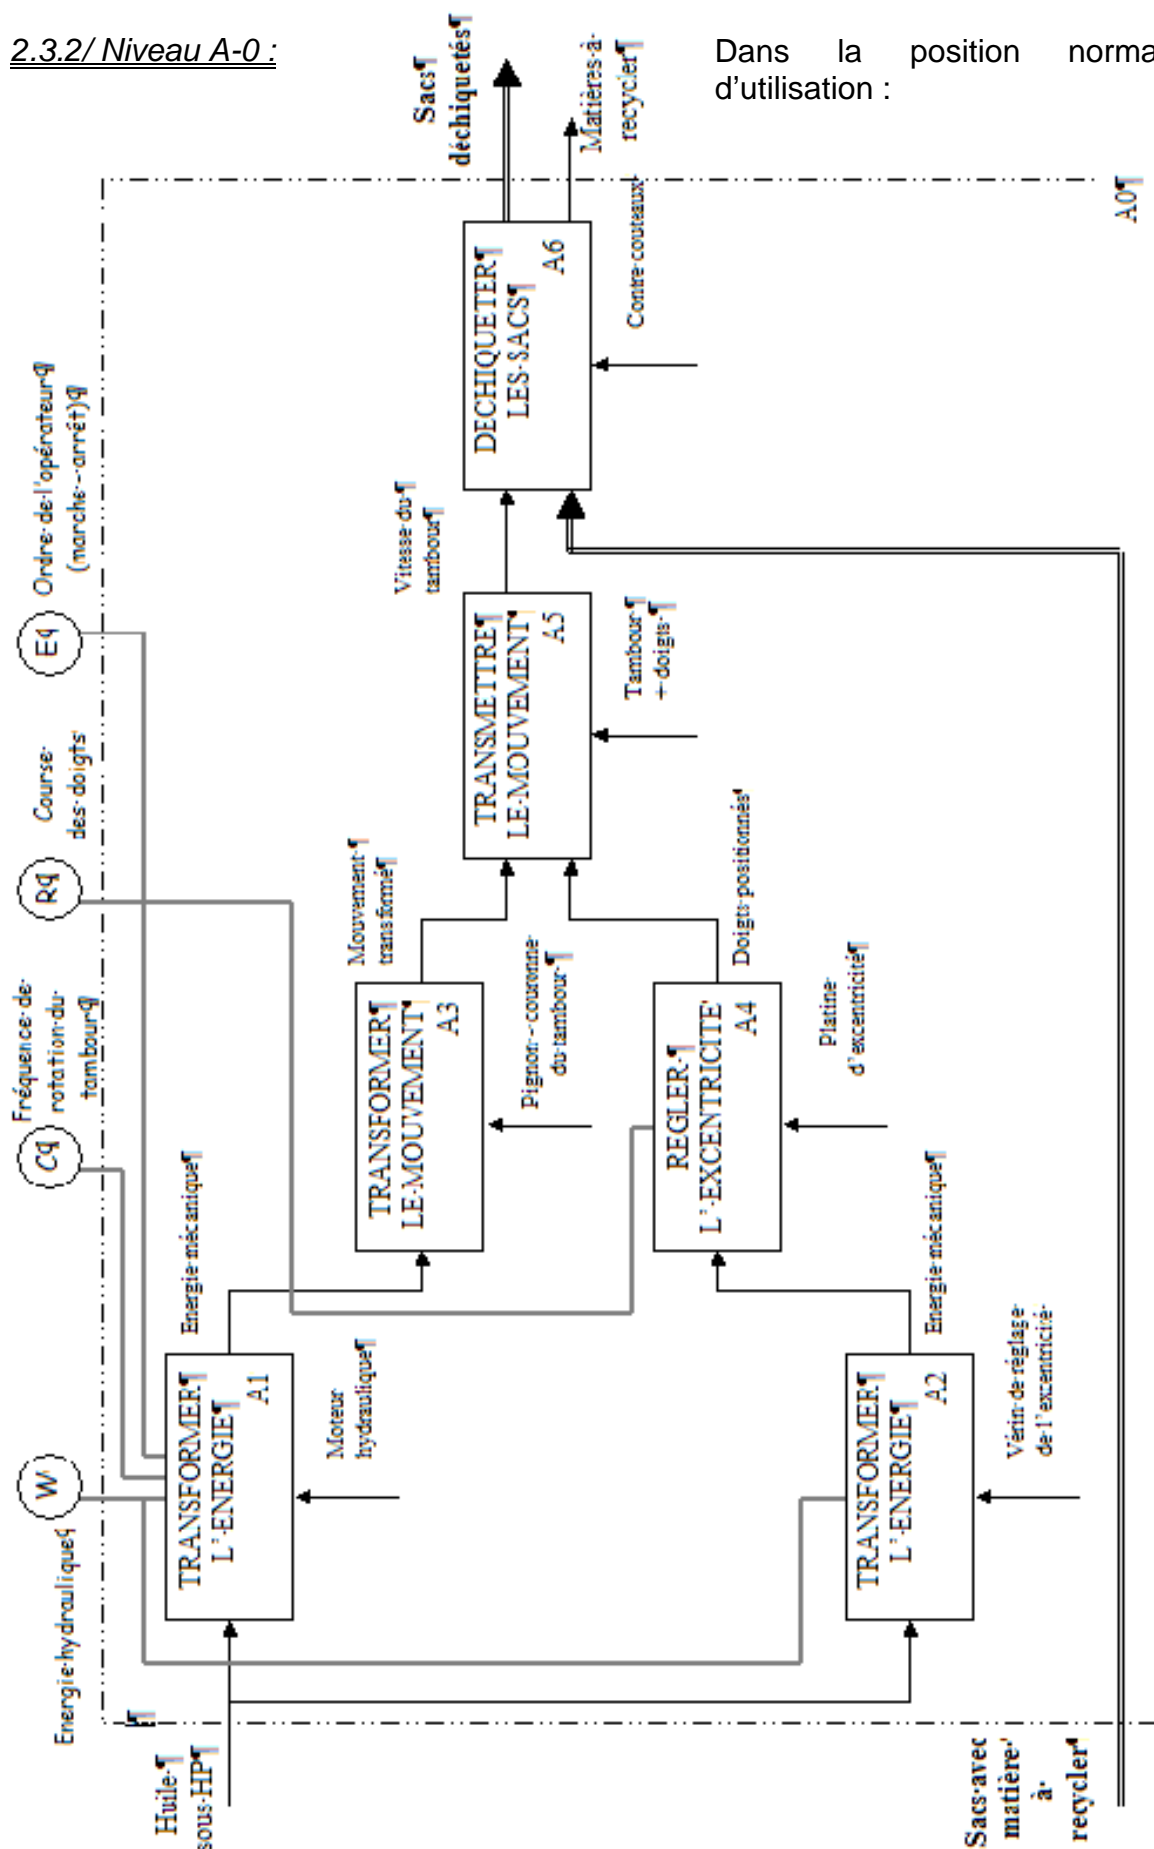 2.3.2/ Niveau A-0 :
Dans la position norma
d'utilisation :
Energie·hydraulique¶
W
Cq
Fréquence·de·
rotation·du·
tambour¶
Rq
Course·
des·doigts
Eq
Ordre·de·l'opérateur¶
(marche·-·arrêt)¶
Huile·¶
sous·HP¶
¶
TRANSFORMER¶
L'·ENERGIE¶
A1
Moteur
hydraulique¶
Energie·mécanique¶
TRANSFORMER¶
L'·ENERGIE¶
A2
Vérin·de·réglage·
de·l'excentricité·
Energie·mécanique¶
TRANSFORMER¶
LE·MOUVEMENT¶
A3
Pignon·-·couronne·
du·tambour·¶
Mouvement·¶
transformé¶
REGLER·¶
L'·EXCENTRICITE
A4
Platine·
d'excentricité¶
Doigts·positionnés
TRANSMETTRE¶
LE·MOUVEMENT¶
A5
Tambour·¶
+·doigts·¶
Vitesse·du·¶
tambour¶
DECHIQUETER¶
LES·SACS¶
A6
Contre·couteaux·
Sacs¶
déchiquetés
Matières·à·
recycler¶
Sacs·avec
matière·
à·
recycler
A0¶